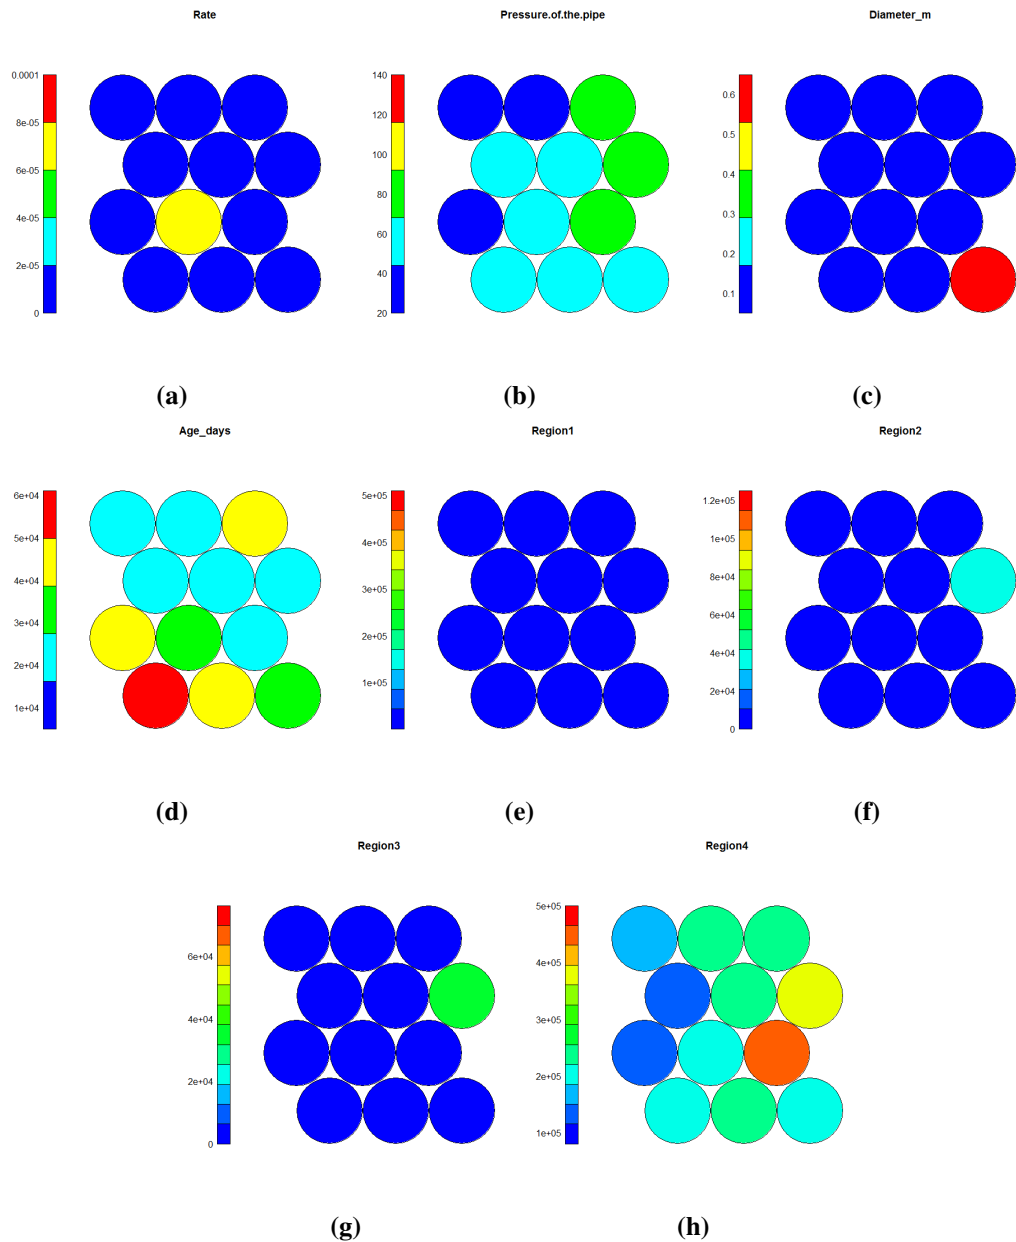 Rate
Pressure.of.the.pipe
Diameter_m
0.0001
8e-05
6e-05
4e-05
2e-05
0
140
120
100
80
60
40
20
0.6
0.5
0.4
0.3
0.2
0.1
(a)
(b)
(c)
Age_days
Region1
Region2
6e+04
5e+04
4e+04
3e+04
2e+04
1e+04
5e+05
4e+05
3e+05
2e+05
1e+05
1.2e+05
1e+05
8e+04
6e+04
4e+04
2e+04
0
(d)
(e)
(f)
Region3
Region4
6e+04
4e+04
2e+04
0
5e+05
4e+05
3e+05
2e+05
1e+05
(g)
(h)